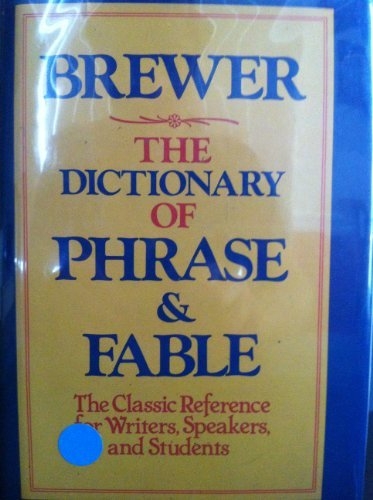 BREWER
THE
DICTIONARY
OF
PHRASE
&
FABLE
The Classic Reference
for Writers, Speakers,
and Students